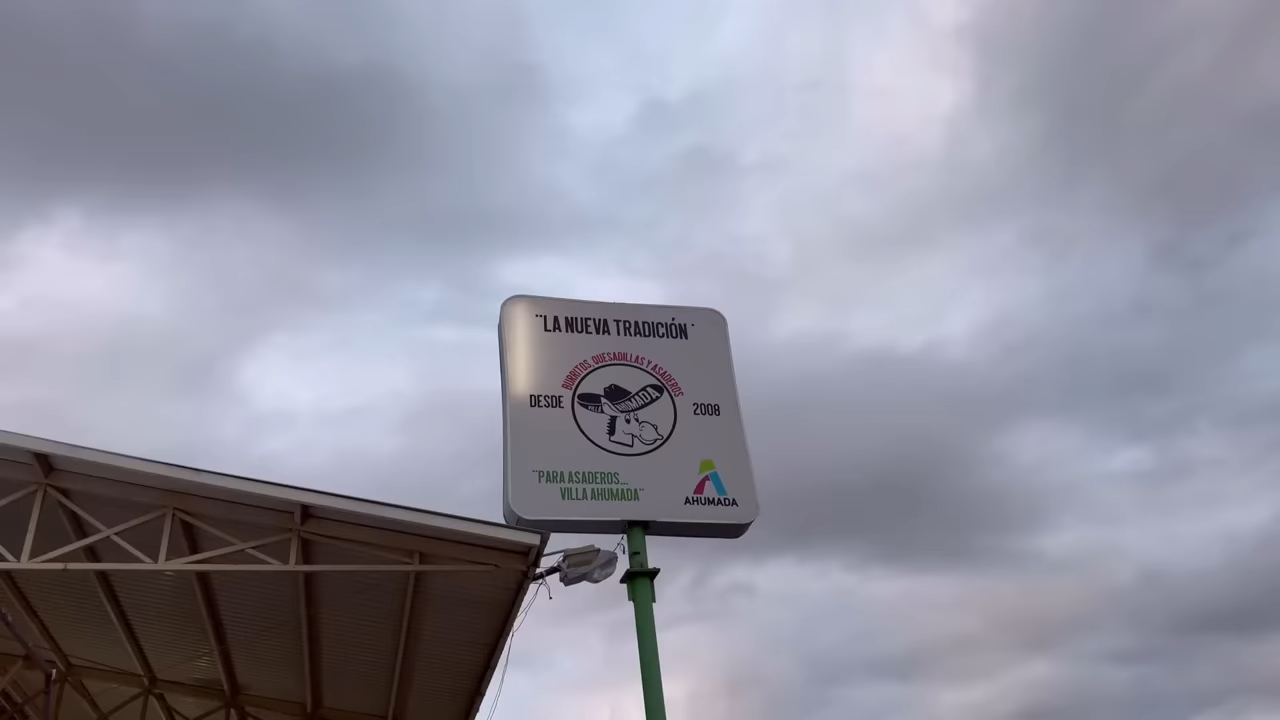 ¨LA NUEVA TRADICIÓN¨
BURRITOS, QUESADILLAS Y ASADEROS
DESDE
VILLA AHUMADA
2008
¨PARA ASADEROS...
VILLA AHUMADA¨
AHUMADA